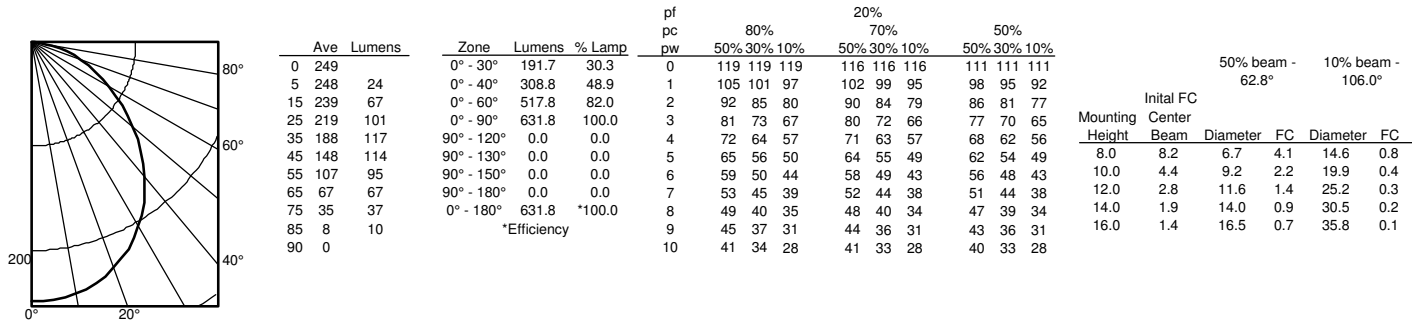 80°
60°
40°
200
0° 20°
Ave Lumens
0 249
5 248 24
15 239 67
25 219 101
35 188 117
45 148 114
55 107 95
65 67 67
75 35 37
85 8 10
90 0
Zone Lumens % Lamp
0° - 30° 191.7 30.3
0° - 40° 308.8 48.9
0° - 60° 517.8 82.0
0° - 90° 631.8 100.0
90° - 120° 0.0 0.0
90° - 130° 0.0 0.0
90° - 150° 0.0 0.0
90° - 180° 0.0 0.0
0° - 180° 631.8 *100.0
*Efficiency
pf 20%
pc 80% 70% 50%
pw 50% 30% 10% 50% 30% 10% 50% 30% 10%
0 119 119 119 116 116 116 111 111 111
1 105 101 97 102 99 95 98 95 92
2 92 85 80 90 84 79 86 81 77
3 81 73 67 80 72 66 77 70 65
4 72 64 57 71 63 57 68 62 56
5 65 56 50 64 55 49 62 54 49
6 59 50 44 58 49 43 56 48 43
7 53 45 39 52 44 38 51 44 38
8 49 40 35 48 40 34 47 39 34
9 45 37 31 44 36 31 43 36 31
10 41 34 28 41 33 28 40 33 28
50% beam - 10% beam -
62.8° 106.0°
Inital FC
Mounting Center
Height Beam Diameter FC Diameter FC
8.0 8.2 6.7 4.1 14.6 0.8
10.0 4.4 9.2 2.2 19.9 0.4
12.0 2.8 11.6 1.4 25.2 0.3
14.0 1.9 14.0 0.9 30.5 0.2
16.0 1.4 16.5 0.7 35.8 0.1